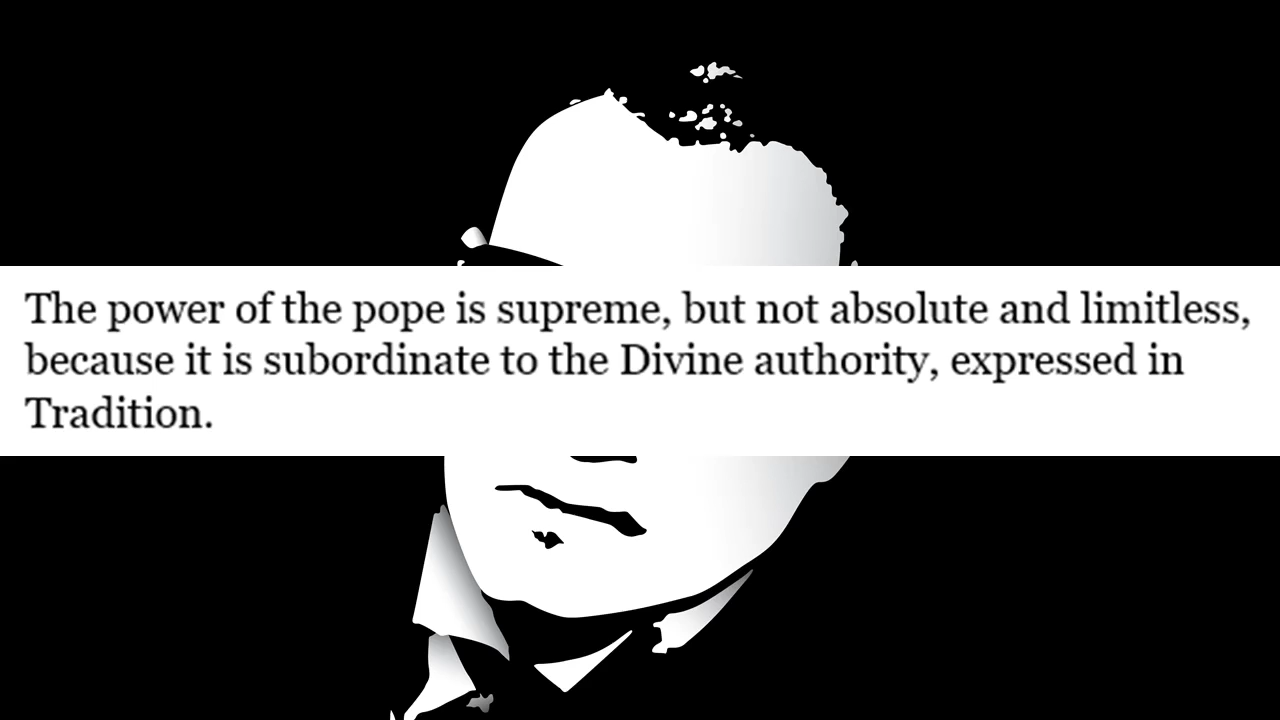 The power of the pope is supreme, but not absolute and limitless,
because it is subordinate to the Divine authority, expressed in
Tradition.